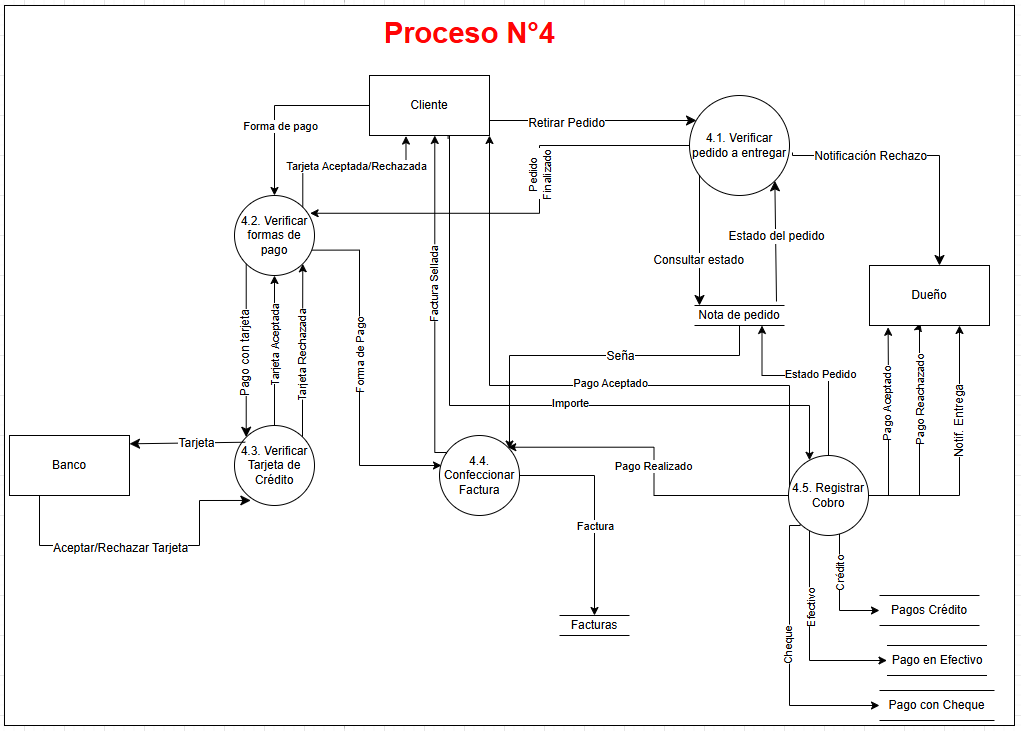 Proceso N°4
Cliente
Forma de pago
Retirar Pedido
4.1. Verificar
pedido a entregar
Notificación Rechazo
Tarjeta Aceptada/Rechazada
Pedido
Finalizado
4.2. Verificar
formas de
pago
Estado del pedido
Consultar estado
Factura Sellada
Dueño
Nota de pedido
Pago con tarjeta
Tarjeta Aceptada
Tarjeta Rechazada
Forma de Pago
Seña
Pago Aceptado
Estado Pedido
Importe
Pago Aceptado
Pago Reachazado
Notif. Entrega
Banco
Tarjeta
4.3. Verificar
Tarjeta de
Crédito
4.4.
Confeccionar
Factura
Pago Realizado
4.5. Registrar
Cobro
Aceptar/Rechazar Tarjeta
Factura
Crédito
Efectivo
Cheque
Facturas
Pagos Crédito
Pago en Efectivo
Pago con Cheque